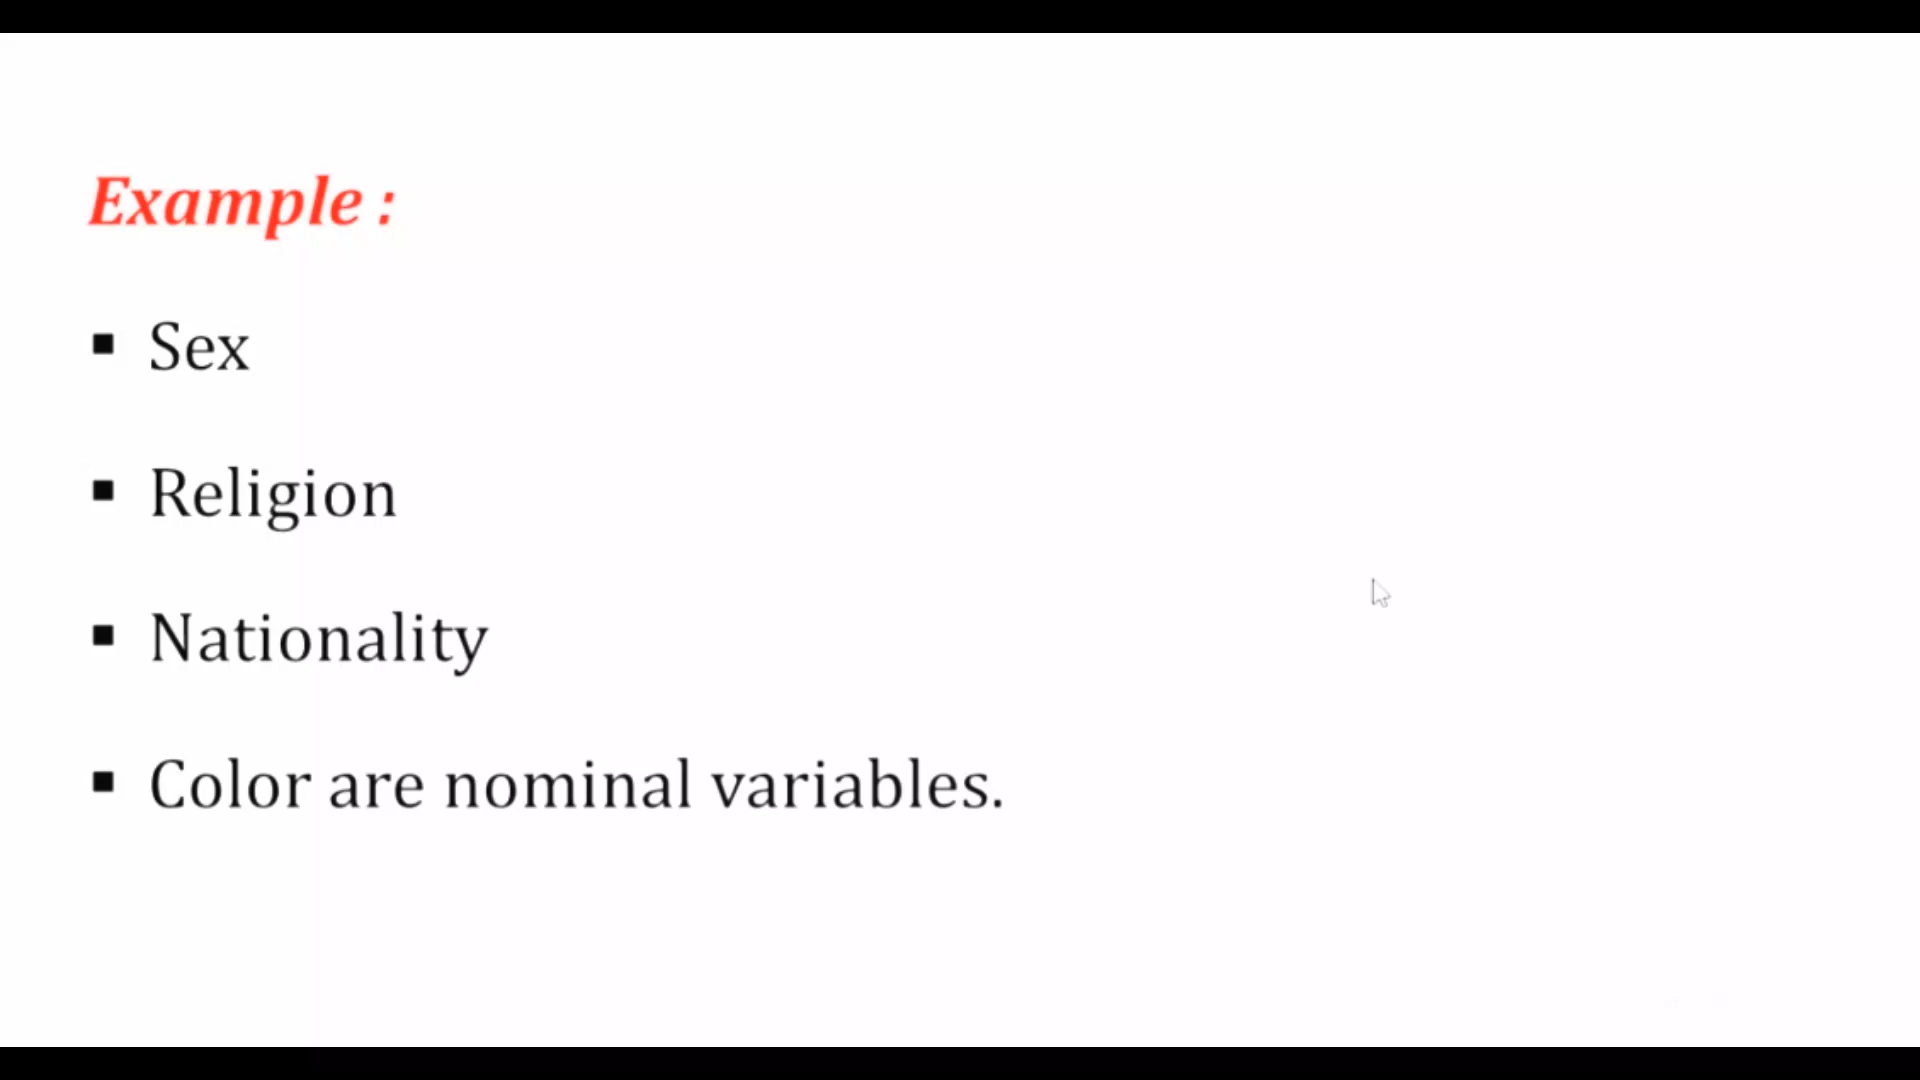 Example :
▪ Sex
▪ Religion
▪ Nationality
▪ Color are nominal variables.